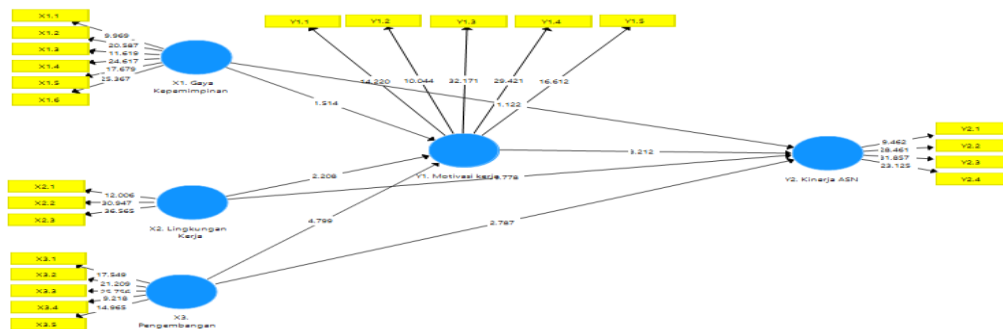 X1.1
X1.2
X1.3
X1.4
X1.5
X1.6
9.969
20.587
11.619
24.617
17.679
25.367
X1. Gaya
Kepemimpinan
Y1.1
Y1.2
Y1.3
Y1.4
Y1.5
14.220
10.044
32.171
29.421
16.612
1.514
1.122
Y1. Motivasi kerja
3.212
X2.1
X2.2
X2.3
12.006
30.947
36.565
X2. Lingkungan
Kerja
2.208
.778
Y2.1
Y2.2
Y2.3
Y2.4
9.462
28.461
31.857
23.125
Y2. Kinerja ASN
X3.1
X3.2
X3.3
X3.4
X3.5
17.549
21.209
9.218
14.965
X3.
Pengembangan
4.799
2.787